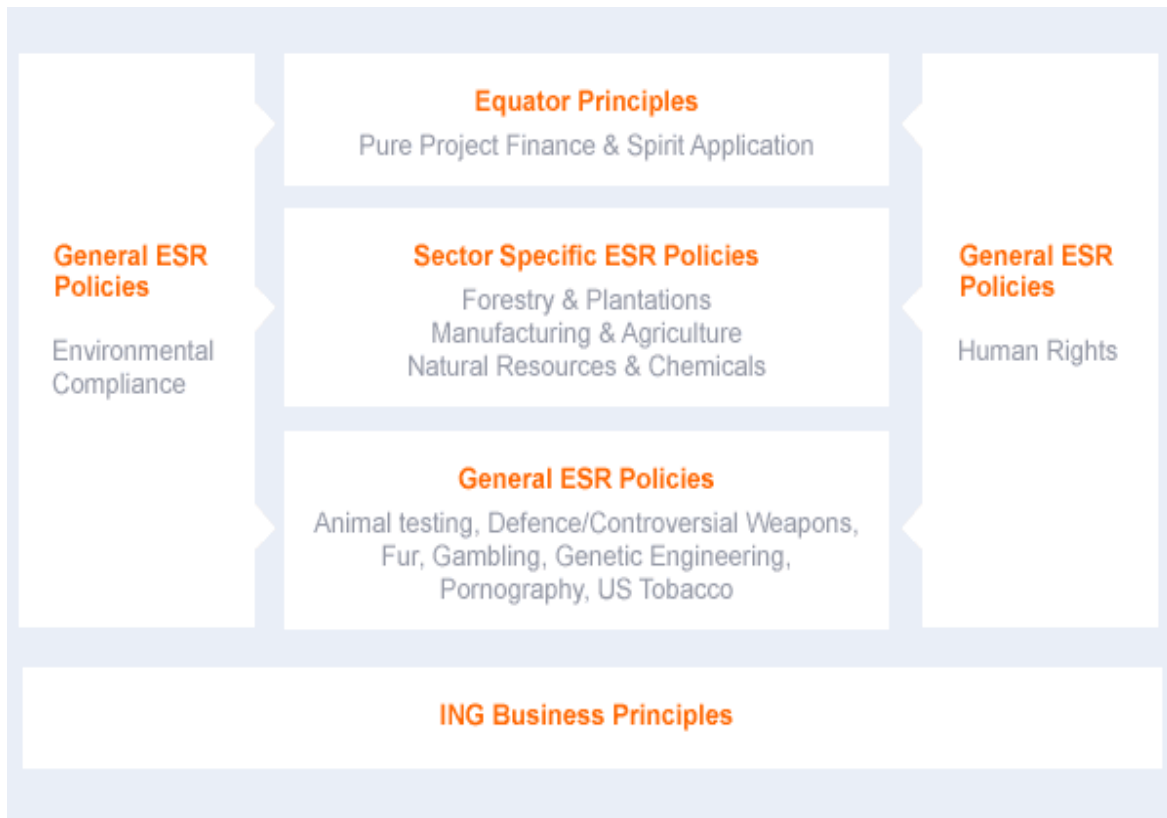 General ESR
Policies
Environmental
Compliance
Equator Principles
Pure Project Finance & Spirit Application
Sector Specific ESR Policies
Forestry & Plantations
Manufacturing & Agriculture
Natural Resources & Chemicals
General ESR Policies
Animal testing, Defence/Controversial Weapons,
Fur, Gambling, Genetic Engineering,
Pornography, US Tobacco
General ESR
Policies
Human Rights
ING Business Principles